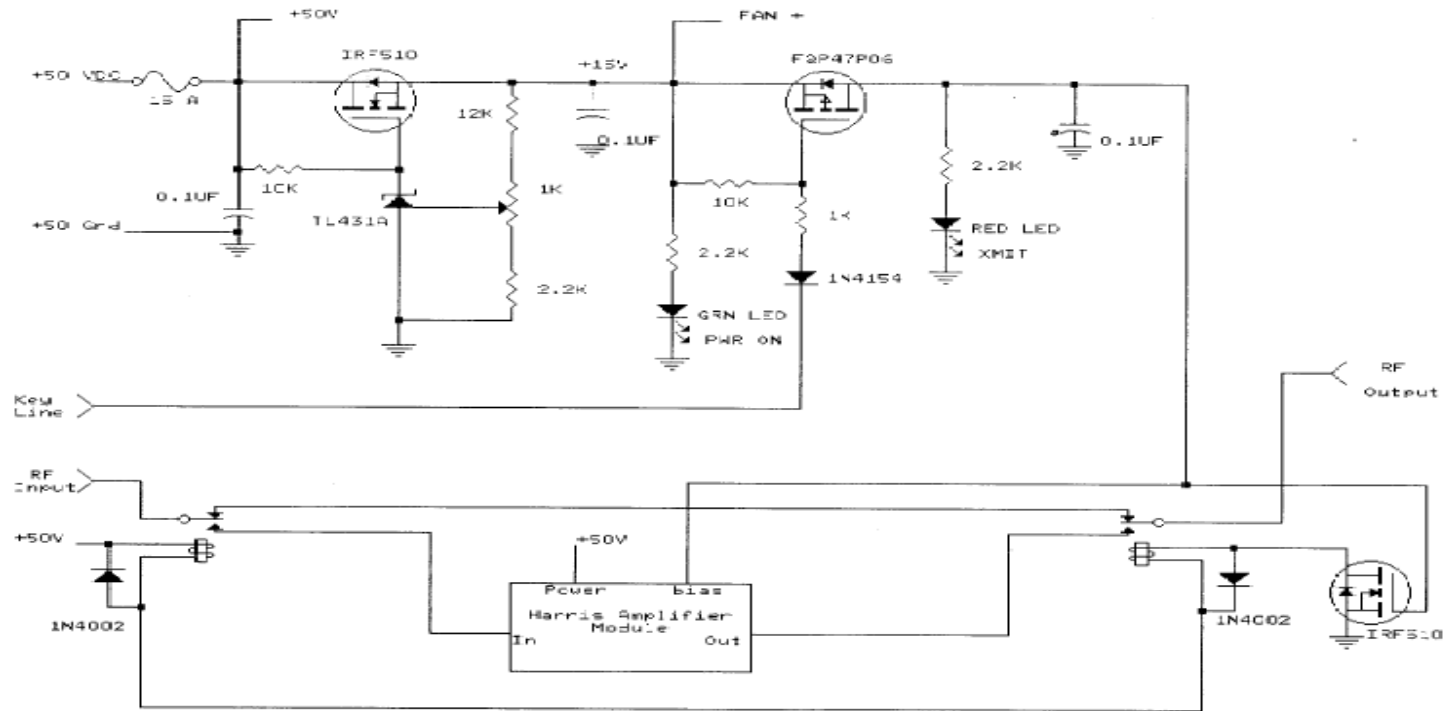 +50V
FAN +
IRF510
+15V
FQP47P06
+50 VDC
15 A
12K
0.1UF
0.1UF
2.2K
10K
1K
10K
1K
0.1UF
TL431A
RED LED
XMIT
+50 Grd
2.2K
1N4154
2.2K
GRN LED
PWR ON
RF
Output
Key
Line
RF
Input
+50V
+50V
Power
bias
Harris Amplifier
Module
In
Out
1N4002
1N4002
IRF510